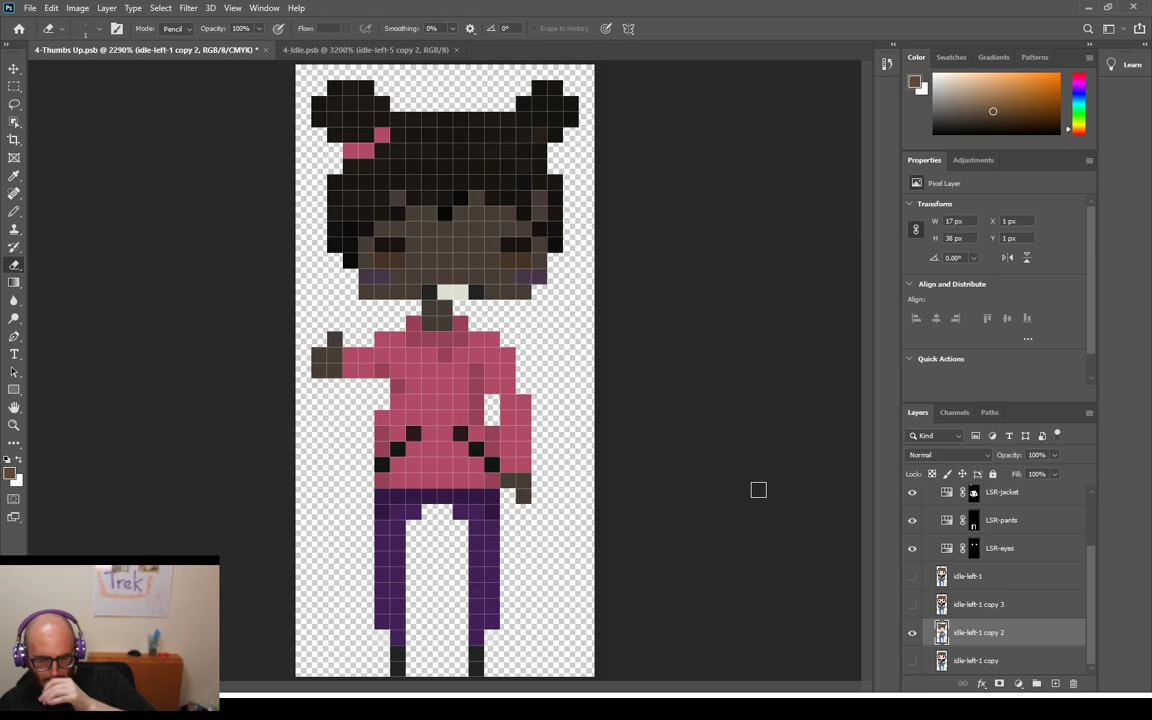 Ps File Edit Image Layer Type Select Filter 3D View Window Help
1 Mode: Pencil Opacity: 100% Flow: Smoothing: 0% 0° Erase to History
4-Thumbs Up.psb @ 2290% (idle-left-1 copy 2, RGB/8/CMYK) * × 4-Idle.psb @ 3200% (idle-left-5 copy 2, RGB/8) ×
Color Swatches Gradients Patterns
Learn
Properties Adjustments
Pixel Layer
Transform
W 17 px X 1 px
H 38 px Y 1 px
0.00°
Align and Distribute
Align:
Quick Actions
Layers Channels Paths
Kind
Normal Opacity: 100%
Lock: Fill: 100%
LSR-jacket
LSR-pants
LSR-eyes
idle-left-1
idle-left-1 copy 3
idle-left-1 copy 2
idle-left-1 copy
Trek